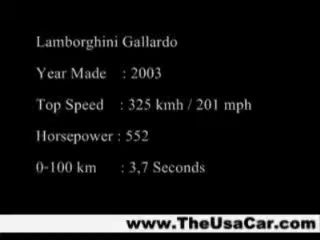 Lamborghini Gallardo
Year Made : 2003
Top Speed : 325 kmh / 201 mph
Horsepower : 552
0-100 km : 3,7 Seconds
www.TheUsaCar.com